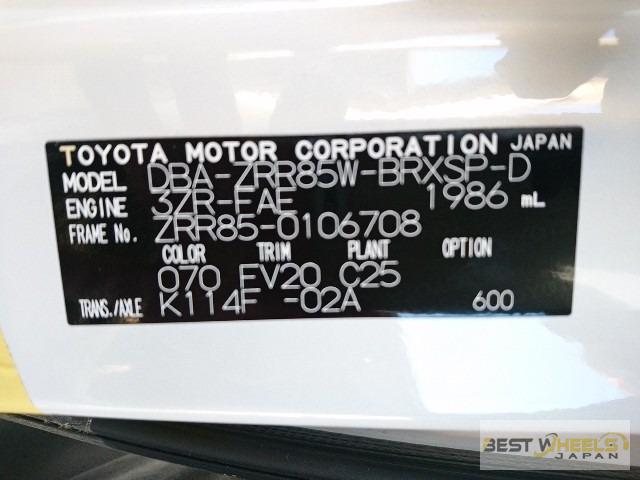 TOYOTA MOTOR CORPORATION JAPAN
MODEL DBA-ZRR85W-BRXSP-D
ENGINE 3ZR-FAE 1986 mL
FRAME No. ZRR85-0106708
COLOR TRIM PLANT OPTION
070 FV20 C25
TRANS./AXLE K114F -02A 600
BEST WHEELS
JAPAN